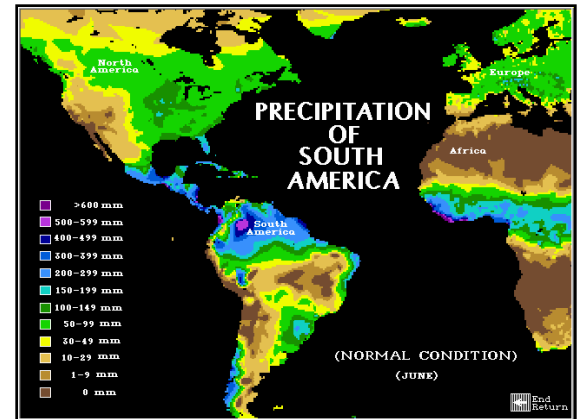 North
America
Europe
PRECIPITATION
OF
SOUTH
AMERICA
Africa
South
America
>600 mm
500-599 mm
400-499 mm
300-399 mm
200-299 mm
150-199 mm
100-149 mm
50-99 mm
30-49 mm
10-29 mm
1-9 mm
0 mm
(NORMAL CONDITION)
(JUNE)
End
Return